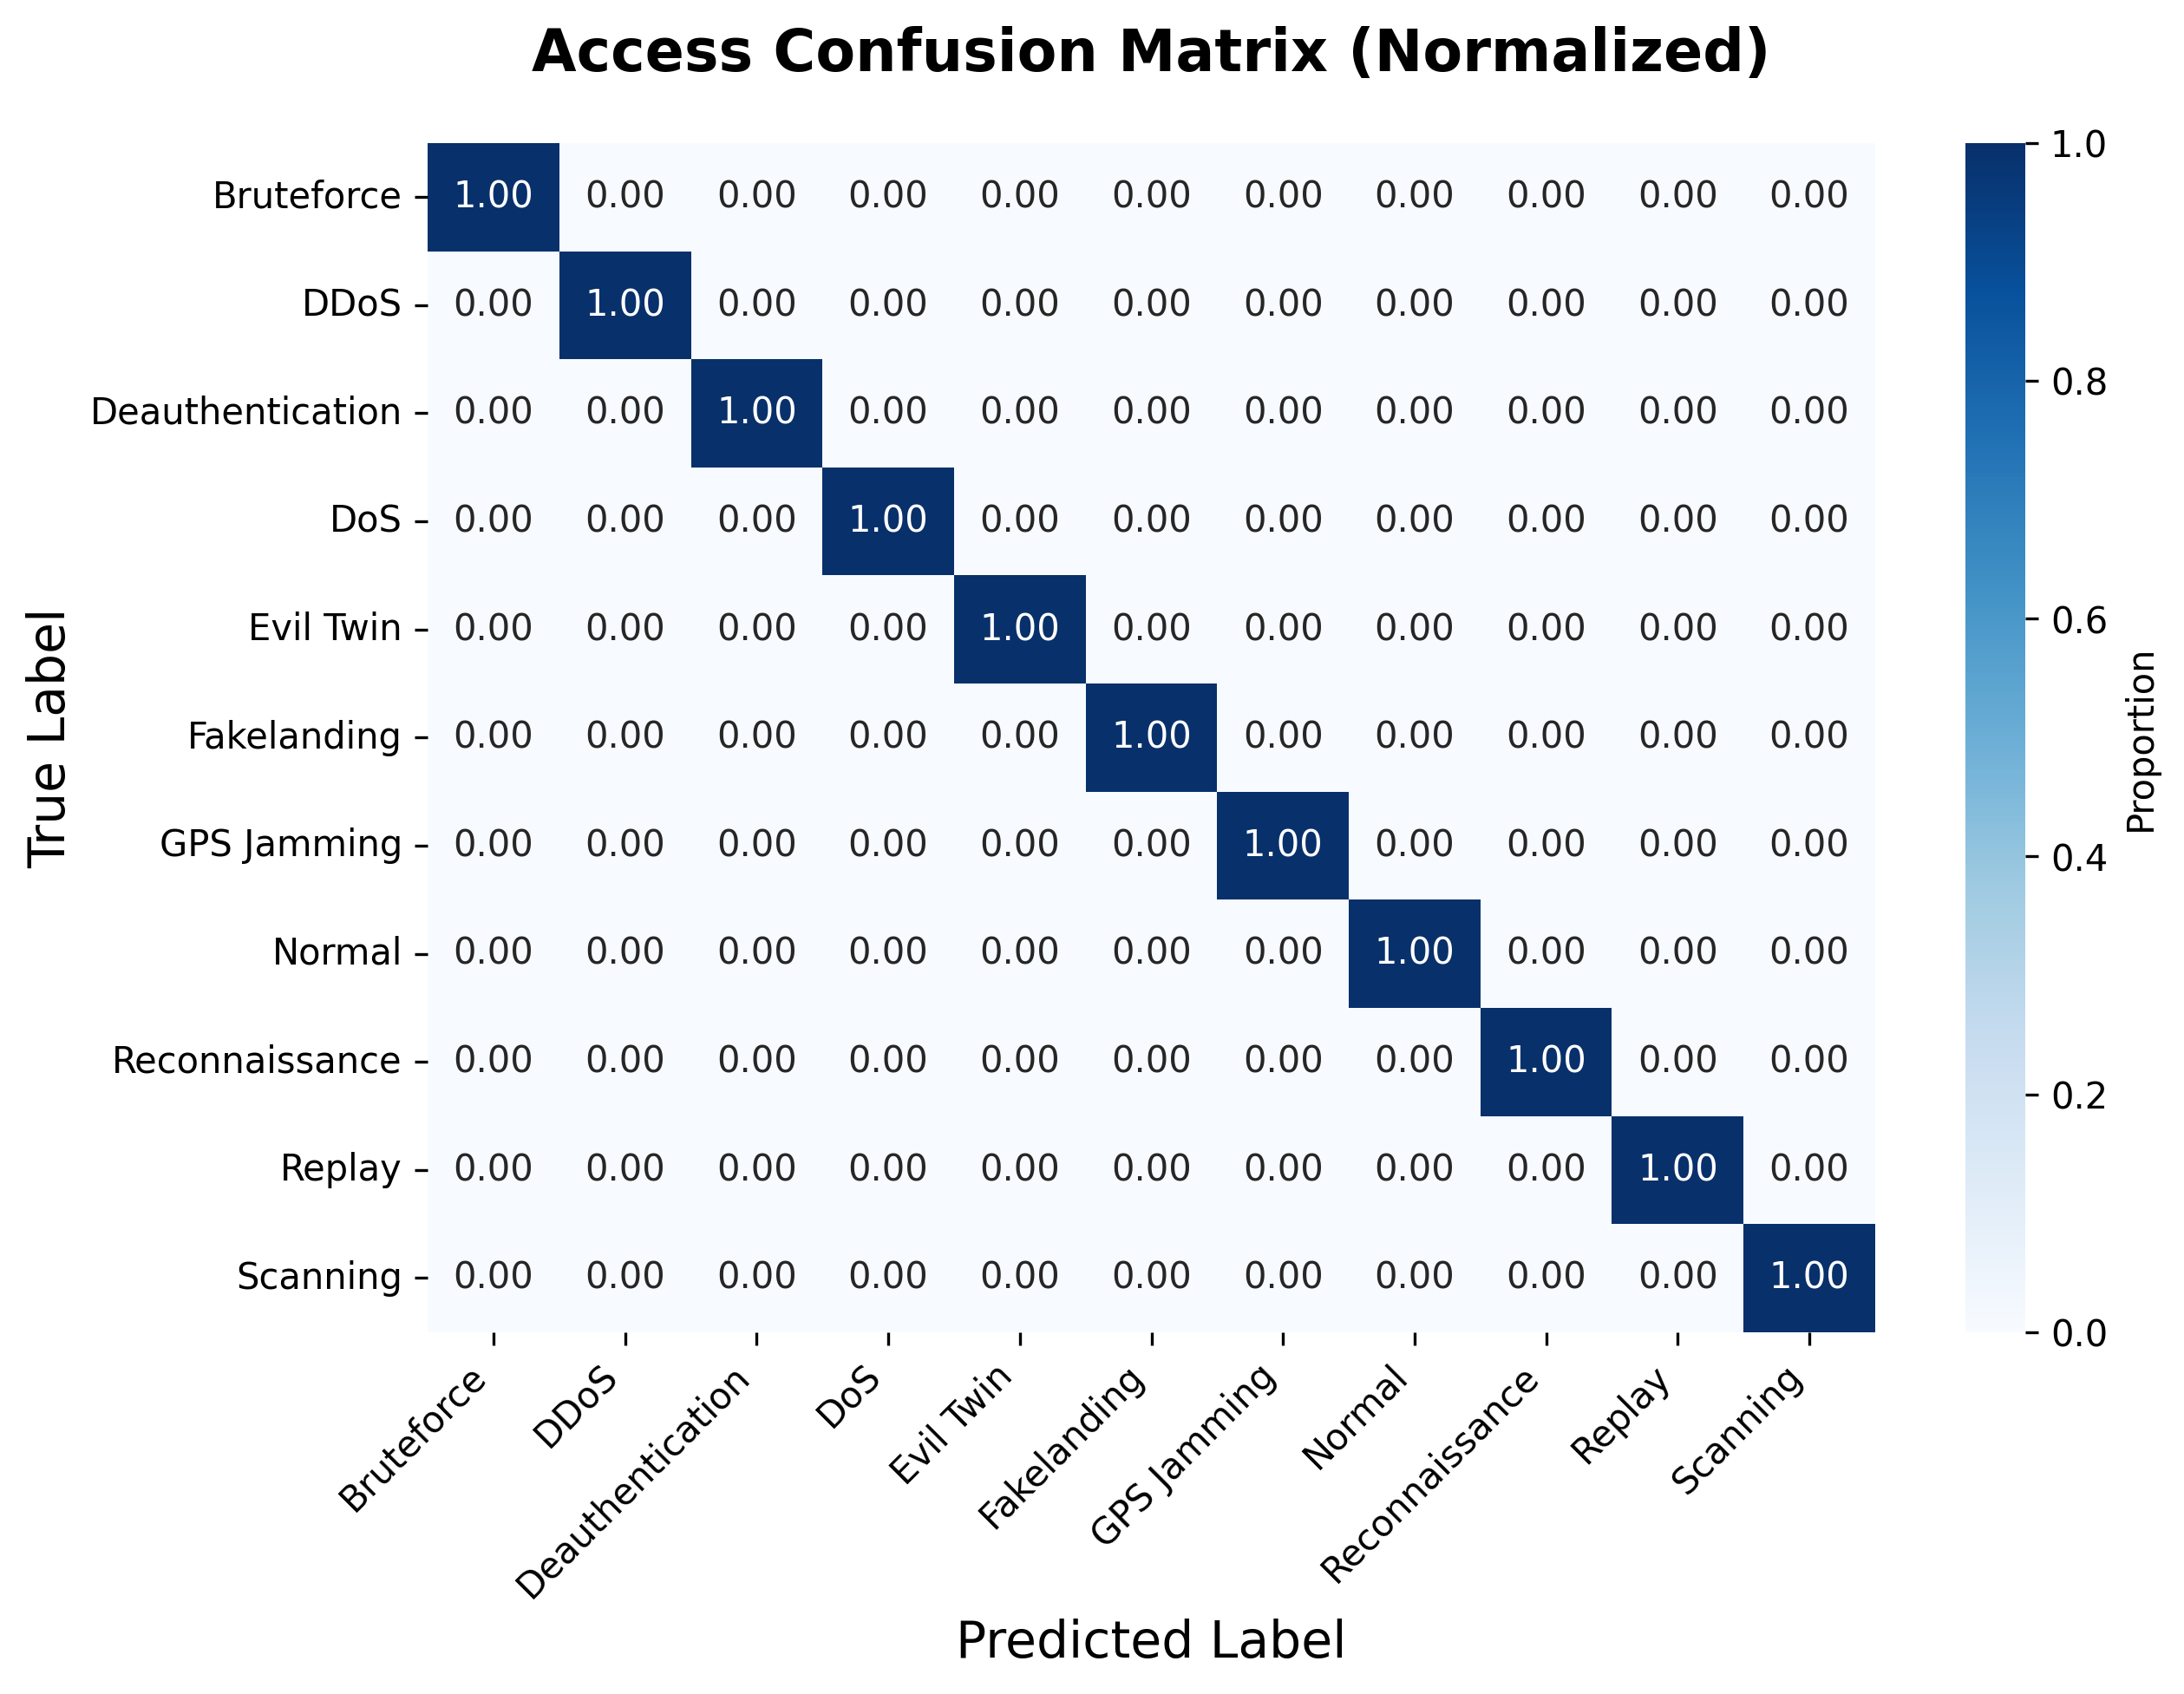 Access Confusion Matrix (Normalized)
True Label
Bruteforce 1.00 0.00 0.00 0.00 0.00 0.00 0.00 0.00 0.00 0.00 0.00
DDoS 0.00 1.00 0.00 0.00 0.00 0.00 0.00 0.00 0.00 0.00 0.00
Deauthentication 0.00 0.00 1.00 0.00 0.00 0.00 0.00 0.00 0.00 0.00 0.00
DoS 0.00 0.00 0.00 1.00 0.00 0.00 0.00 0.00 0.00 0.00 0.00
Evil Twin 0.00 0.00 0.00 0.00 1.00 0.00 0.00 0.00 0.00 0.00 0.00
Fakelanding 0.00 0.00 0.00 0.00 0.00 1.00 0.00 0.00 0.00 0.00 0.00
GPS Jamming 0.00 0.00 0.00 0.00 0.00 0.00 1.00 0.00 0.00 0.00 0.00
Normal 0.00 0.00 0.00 0.00 0.00 0.00 0.00 1.00 0.00 0.00 0.00
Reconnaissance 0.00 0.00 0.00 0.00 0.00 0.00 0.00 0.00 1.00 0.00 0.00
Replay 0.00 0.00 0.00 0.00 0.00 0.00 0.00 0.00 0.00 1.00 0.00
Scanning 0.00 0.00 0.00 0.00 0.00 0.00 0.00 0.00 0.00 0.00 1.00
Bruteforce
DDoS
Deauthentication
DoS
Evil Twin
Fakelanding
GPS Jamming
Normal
Reconnaissance
Replay
Scanning
Predicted Label
1.0
0.8
0.6
0.4
0.2
0.0
Proportion